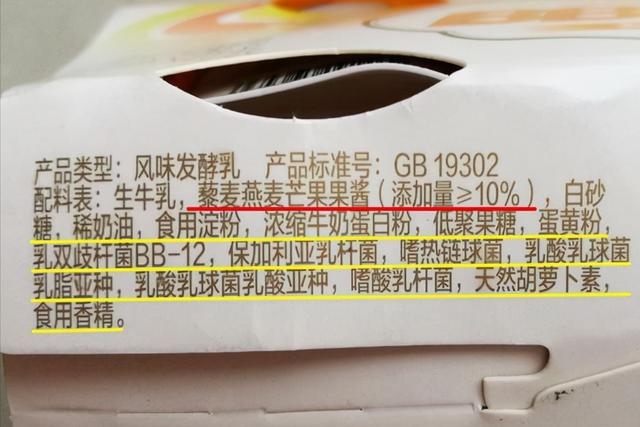 产品类型：风味发酵乳 产品标准号：GB 19302
配料表：生牛乳，藜麦燕麦芒果果酱（添加量≥10%），白砂
糖，稀奶油，食用淀粉，浓缩牛奶蛋白粉，低聚果糖，蛋黄粉，
乳双歧杆菌BB-12，保加利亚乳杆菌，嗜热链球菌，乳酸乳球菌
乳脂亚种，乳酸乳球菌乳酸亚种，嗜酸乳杆菌，天然胡萝卜素，
食用香精。